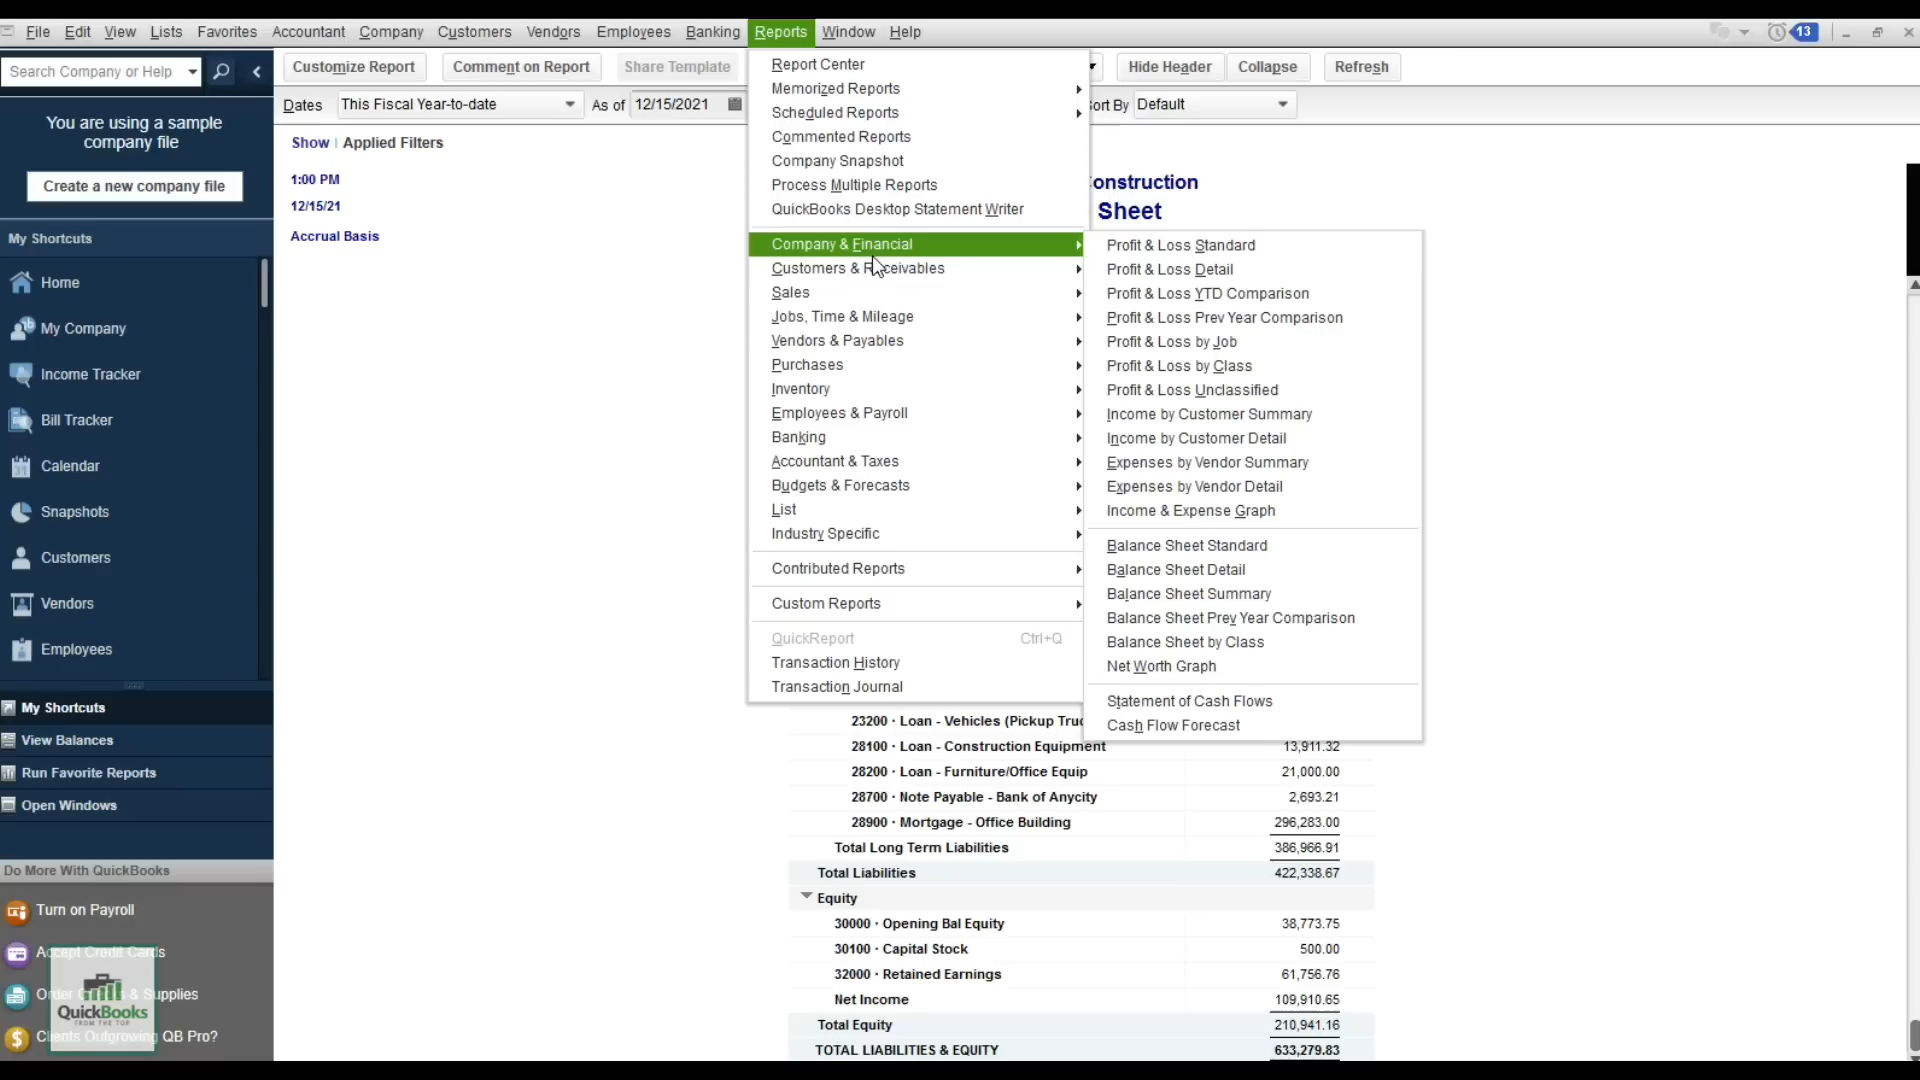 File Edit View Lists Favorites Accountant Company Customers Vendors Employees Banking Reports Window Help
13
Search Company or Help
Customize Report Comment on Report Share Template
Hide Header Collapse Refresh
Dates This Fiscal Year-to-date As of 12/15/2021
Sort By Default
You are using a sample
company file
Create a new company file
My Shortcuts
Home
My Company
Income Tracker
Bill Tracker
Calendar
Snapshots
Customers
Vendors
Employees
My Shortcuts
View Balances
Run Favorite Reports
Open Windows
Do More With QuickBooks
Turn on Payroll
Accept Credit Cards
Order & Supplies
Clients Outgrowing QB Pro?
QuickBooks
FROM THE TOP
Show | Applied Filters
1:00 PM
12/15/21
Accrual Basis
onstruction
Sheet
Report Center
Memorized Reports
Scheduled Reports
Commented Reports
Company Snapshot
Process Multiple Reports
QuickBooks Desktop Statement Writer
Company & Financial
Customers & Receivables
Sales
Jobs, Time & Mileage
Vendors & Payables
Purchases
Inventory
Employees & Payroll
Banking
Accountant & Taxes
Budgets & Forecasts
List
Industry Specific
Contributed Reports
Custom Reports
QuickReport Ctrl+Q
Transaction History
Transaction Journal
Profit & Loss Standard
Profit & Loss Detail
Profit & Loss YTD Comparison
Profit & Loss Prev Year Comparison
Profit & Loss by Job
Profit & Loss by Class
Profit & Loss Unclassified
Income by Customer Summary
Income by Customer Detail
Expenses by Vendor Summary
Expenses by Vendor Detail
Income & Expense Graph
Balance Sheet Standard
Balance Sheet Detail
Balance Sheet Summary
Balance Sheet Prev Year Comparison
Balance Sheet by Class
Net Worth Graph
Statement of Cash Flows
Cash Flow Forecast
23200 · Loan - Vehicles (Pickup Truc
28100 · Loan - Construction Equipment 13,911.32
28200 · Loan - Furniture/Office Equip 21,000.00
28700 · Note Payable - Bank of Anycity 2,693.21
28900 · Mortgage - Office Building 296,283.00
Total Long Term Liabilities 386,966.91
Total Liabilities 422,338.67
Equity
30000 · Opening Bal Equity 38,773.75
30100 · Capital Stock 500.00
32000 · Retained Earnings 61,756.76
Net Income 109,910.65
Total Equity 210,941.16
TOTAL LIABILITIES & EQUITY 633,279.83